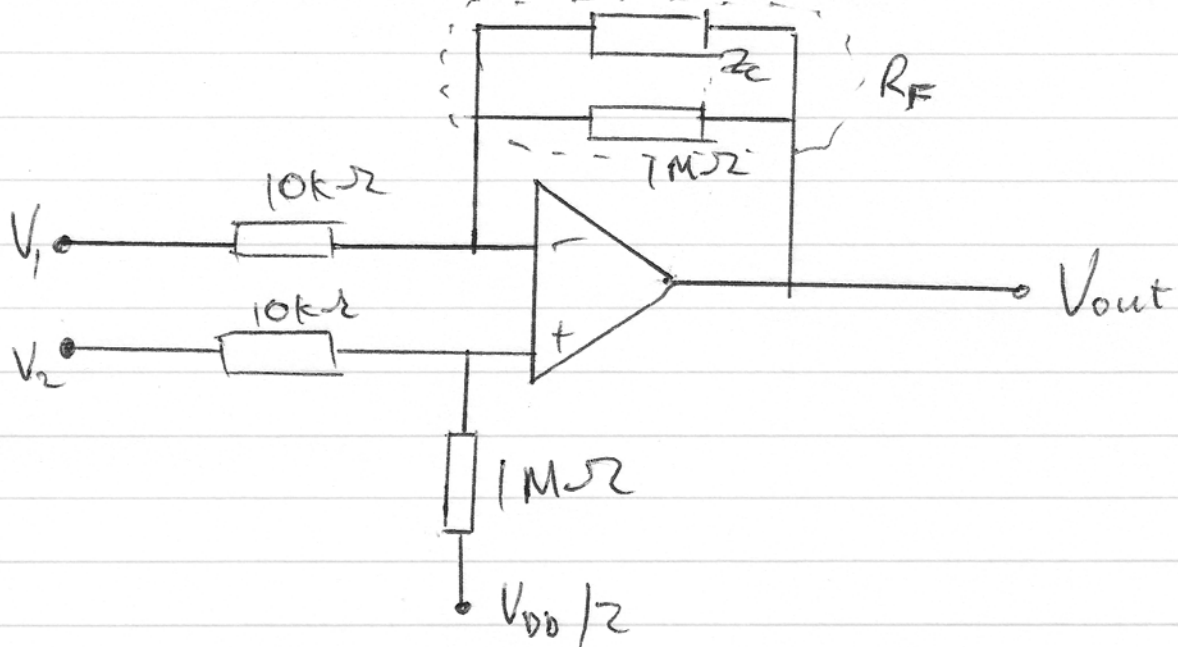 Zc
RF
1MΩ
10kΩ
V1
-
10kΩ
Vout
+
V2
1MΩ
VDD/2